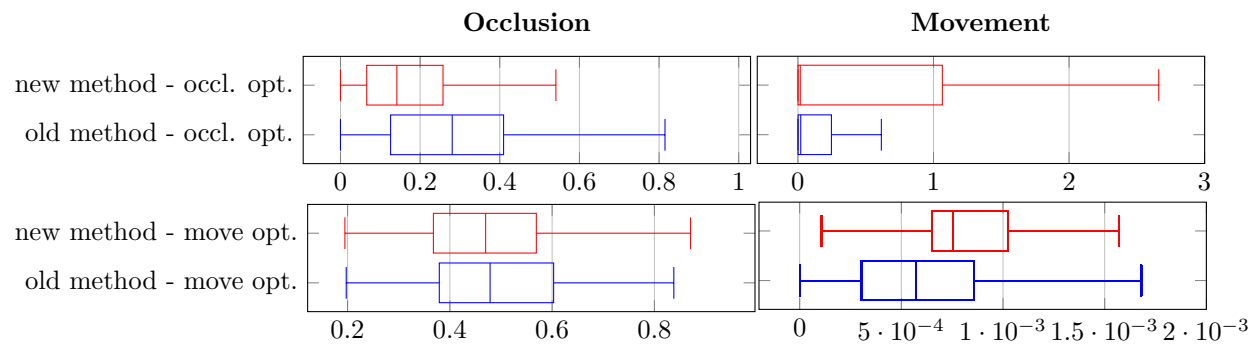 Occlusion Movement
new method - occl. opt.
old method - occl. opt.
0 0.2 0.4 0.6 0.8 1 0 1 2 3
new method - move opt.
old method - move opt.
0.2 0.4 0.6 0.8 0 5 · 10⁻⁴ 1 · 10⁻³ 1.5 · 10⁻³ 2 · 10⁻³